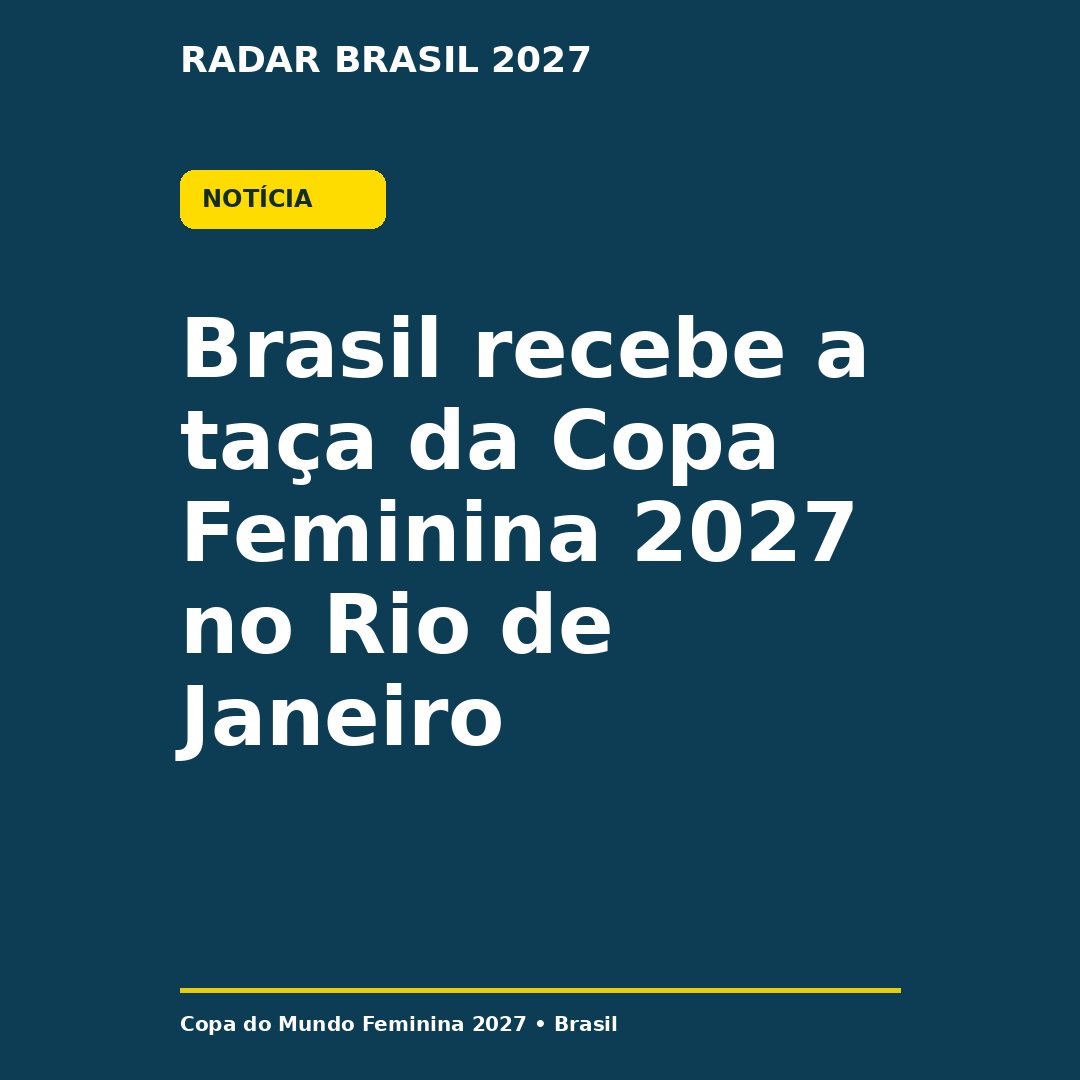 RADAR BRASIL 2027
NOTÍCIA
Brasil recebe a
taça da Copa
Feminina 2027
no Rio de
Janeiro
Copa do Mundo Feminina 2027 • Brasil